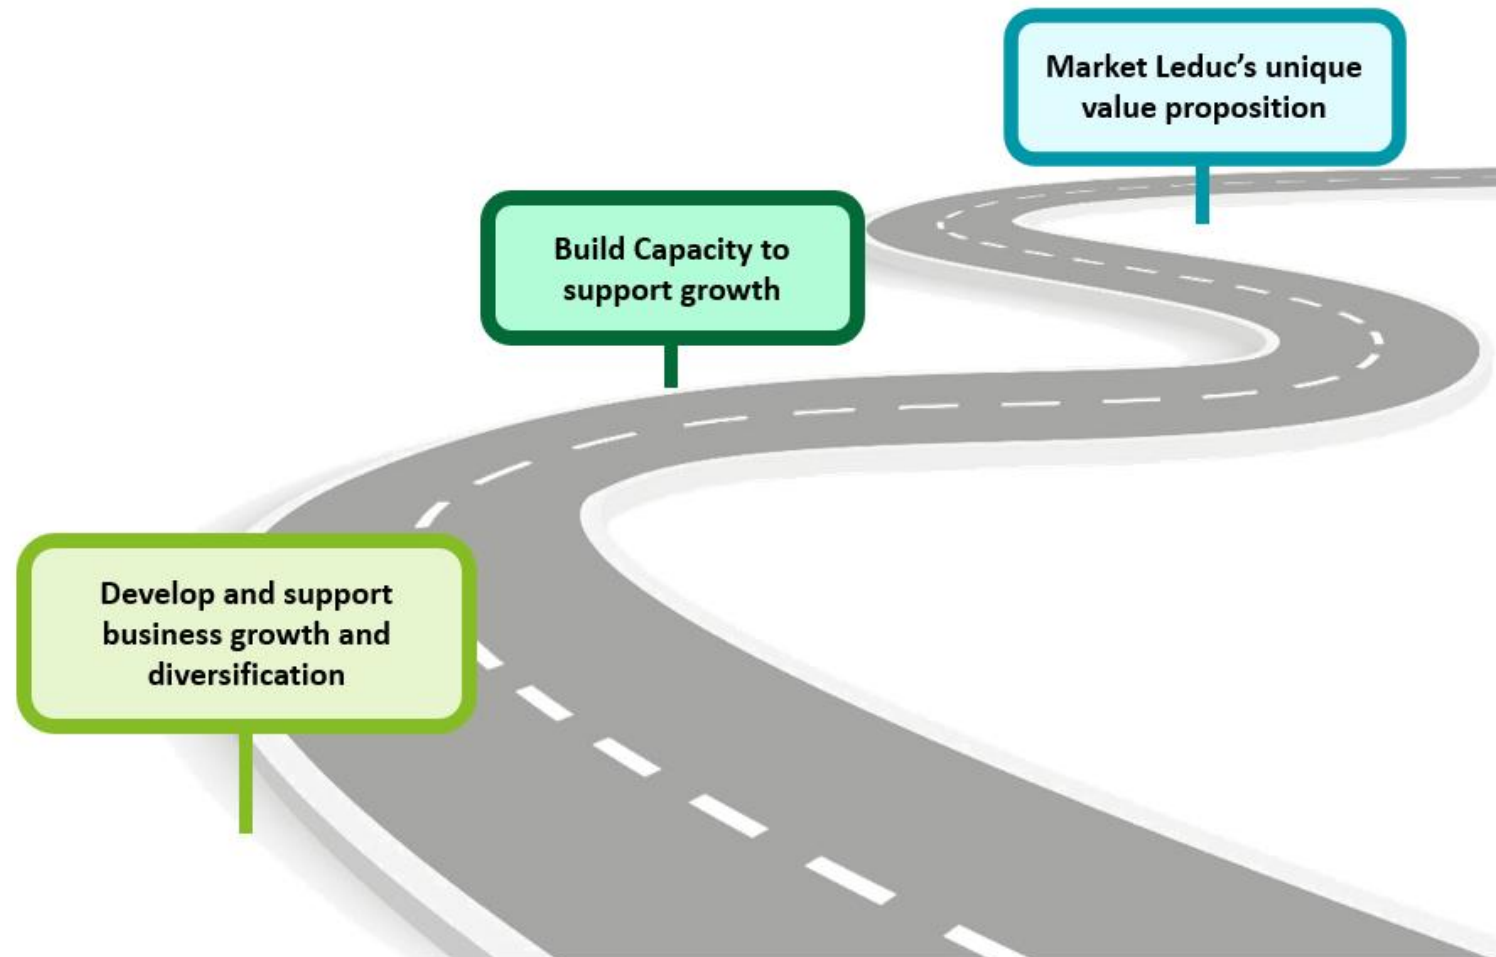 Market Leduc’s unique
value proposition
Build Capacity to
support growth
Develop and support
business growth and
diversification